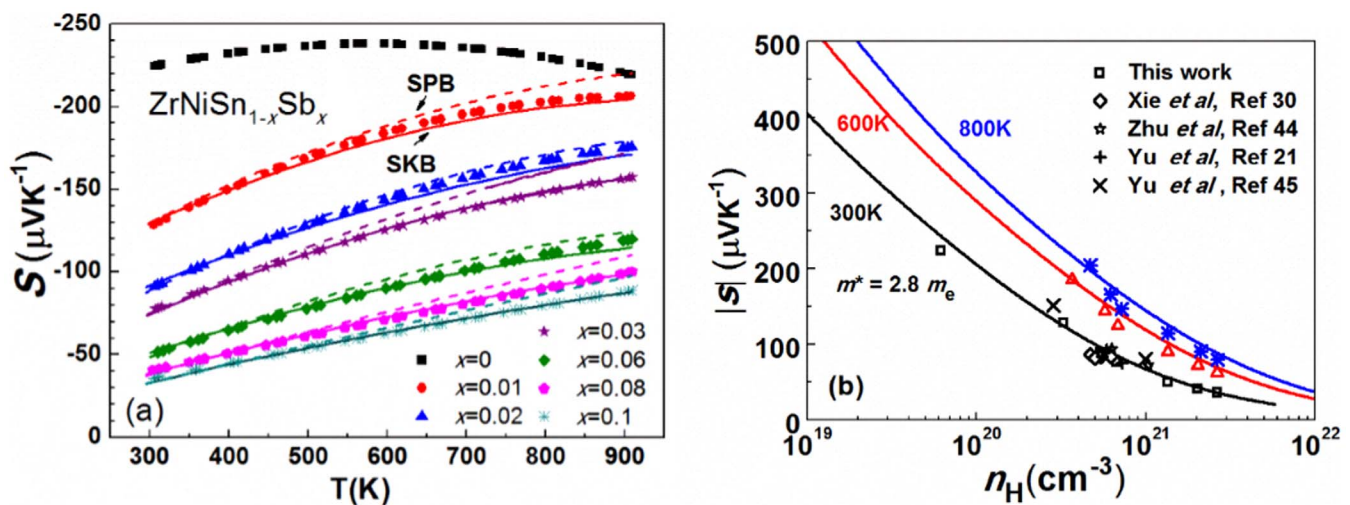 -250
-200
-150
-100
-50
0
S (μVK⁻¹)
ZrNiSn₁₋ₓSbₓ
SPB
SKB
x=0
x=0.01
x=0.02
x=0.03
x=0.06
x=0.08
x=0.1
(a)
300 400 500 600 700 800 900
T(K)
500
400
300
200
100
0
|s| (μVK⁻¹)
This work
Xie et al, Ref 30
Zhu et al, Ref 44
Yu et al, Ref 21
Yu et al , Ref 45
800K
600K
300K
m* = 2.8 mₑ
(b)
10¹⁹ 10²⁰ 10²¹ 10²²
n_H(cm⁻³)